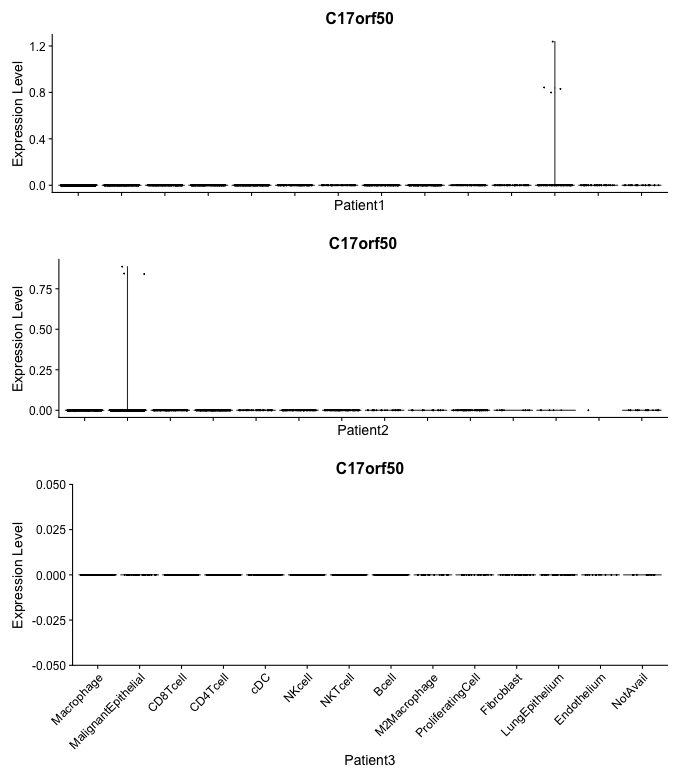 C17orf50
Expression Level
1.2
0.8
0.4
0.0
Patient1
C17orf50
Expression Level
0.75
0.50
0.25
0.00
Patient2
C17orf50
Expression Level
0.050
0.025
0.000
-0.025
-0.050
Macrophage
MalignantEpithelial
CD8Tcell
CD4Tcell
cDC
NKcell
NKTcell
Bcell
M2Macrophage
ProliferatingCell
Fibroblast
LungEpithelium
Endothelium
NotAvail
Patient3